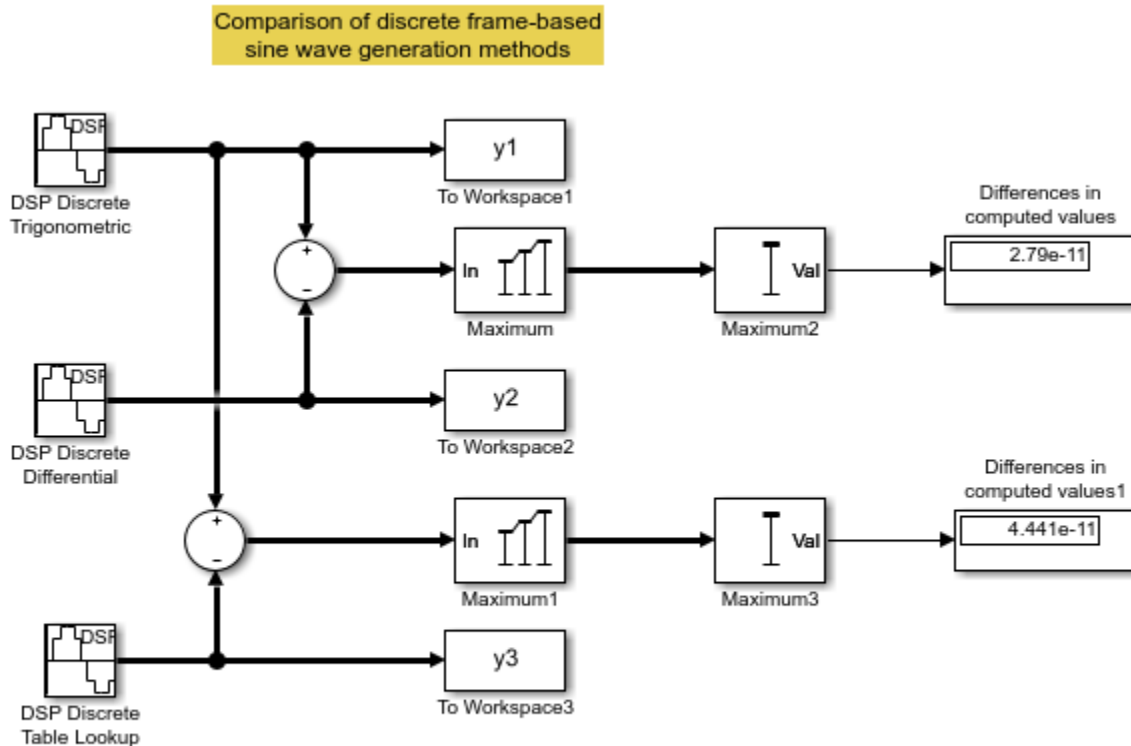 Comparison of discrete frame-based
sine wave generation methods
DSP
DSP Discrete
Trigonometric
y1
To Workspace1
+
-
In
Maximum
Val
Maximum2
Differences in
computed values
2.79e-11
DSP
DSP Discrete
Differential
y2
To Workspace2
+
-
In
Maximum1
Val
Maximum3
Differences in
computed values1
4.441e-11
DSP
DSP Discrete
Table Lookup
y3
To Workspace3